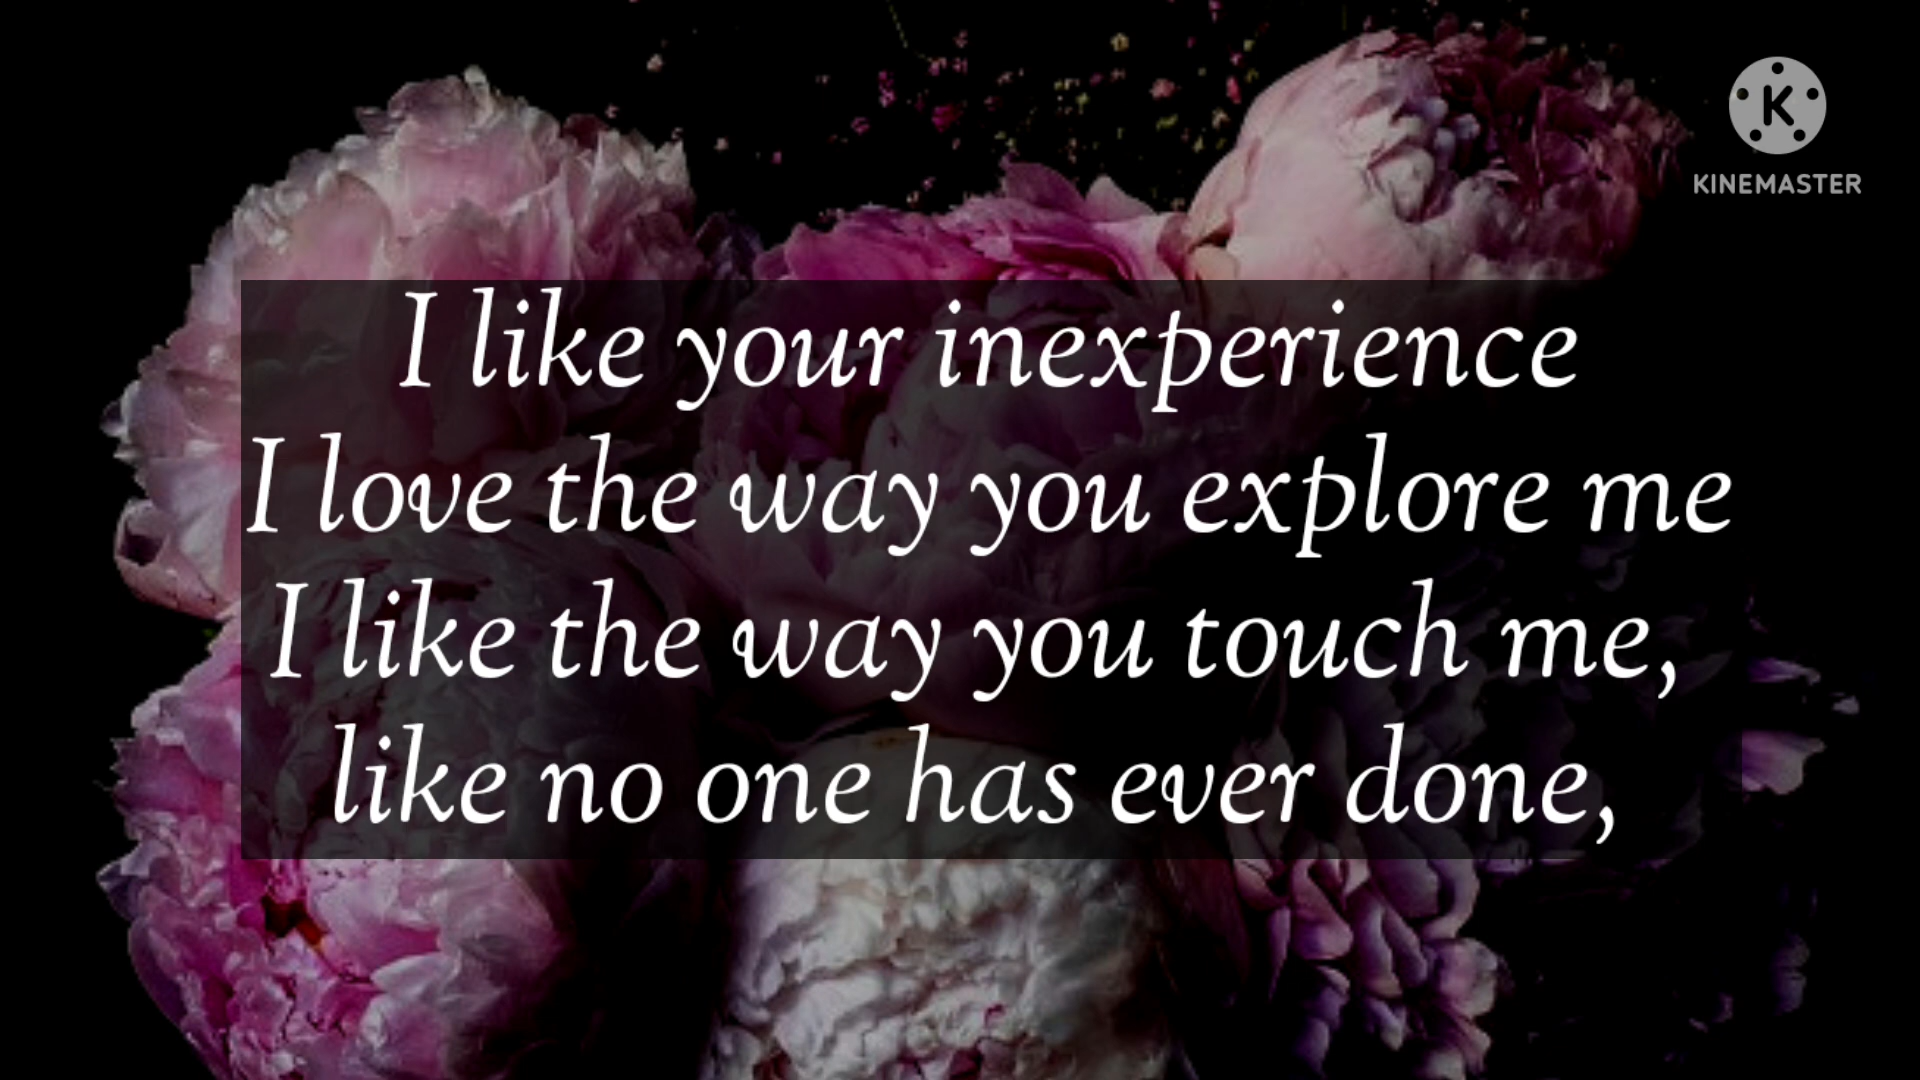 K
KINEMASTER
I like your inexperience
I love the way you explore me
I like the way you touch me,
like no one has ever done,